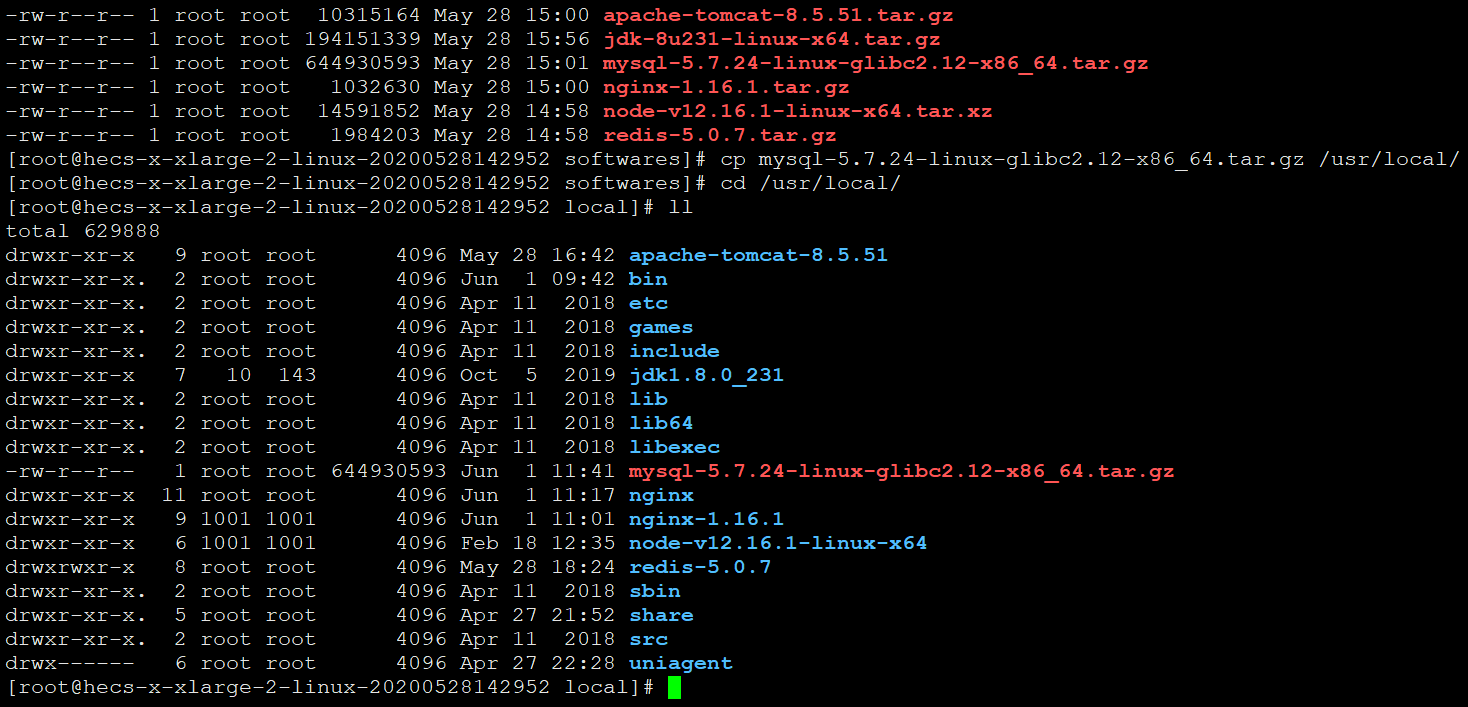 -rw-r--r-- 1 root root  10315164 May 28 15:00 apache-tomcat-8.5.51.tar.gz
-rw-r--r-- 1 root root 194151339 May 28 15:56 jdk-8u231-linux-x64.tar.gz
-rw-r--r-- 1 root root 644930593 May 28 15:01 mysql-5.7.24-linux-glibc2.12-x86_64.tar.gz
-rw-r--r-- 1 root root   1032630 May 28 15:00 nginx-1.16.1.tar.gz
-rw-r--r-- 1 root root  14591852 May 28 14:58 node-v12.16.1-linux-x64.tar.xz
-rw-r--r-- 1 root root   1984203 May 28 14:58 redis-5.0.7.tar.gz
[root@hecs-x-xlarge-2-linux-20200528142952 softwares]# cp mysql-5.7.24-linux-glibc2.12-x86_64.tar.gz /usr/local/
[root@hecs-x-xlarge-2-linux-20200528142952 softwares]# cd /usr/local/
[root@hecs-x-xlarge-2-linux-20200528142952 local]# ll
total 629888
drwxr-xr-x   9 root root      4096 May 28 16:42 apache-tomcat-8.5.51
drwxr-xr-x.  2 root root      4096 Jun  1 09:42 bin
drwxr-xr-x.  2 root root      4096 Apr 11  2018 etc
drwxr-xr-x.  2 root root      4096 Apr 11  2018 games
drwxr-xr-x.  2 root root      4096 Apr 11  2018 include
drwxr-xr-x   7   10  143      4096 Oct  5  2019 jdk1.8.0_231
drwxr-xr-x.  2 root root      4096 Apr 11  2018 lib
drwxr-xr-x.  2 root root      4096 Apr 11  2018 lib64
drwxr-xr-x.  2 root root      4096 Apr 11  2018 libexec
-rw-r--r--   1 root root 644930593 Jun  1 11:41 mysql-5.7.24-linux-glibc2.12-x86_64.tar.gz
drwxr-xr-x  11 root root      4096 Jun  1 11:17 nginx
drwxr-xr-x   9 1001 1001      4096 Jun  1 11:01 nginx-1.16.1
drwxr-xr-x   6 1001 1001      4096 Feb 18 12:35 node-v12.16.1-linux-x64
drwxrwxr-x   8 root root      4096 May 28 18:24 redis-5.0.7
drwxr-xr-x.  2 root root      4096 Apr 11  2018 sbin
drwxr-xr-x.  5 root root      4096 Apr 27 21:52 share
drwxr-xr-x.  2 root root      4096 Apr 11  2018 src
drwx------   6 root root      4096 Apr 27 22:28 uniagent
[root@hecs-x-xlarge-2-linux-20200528142952 local]#